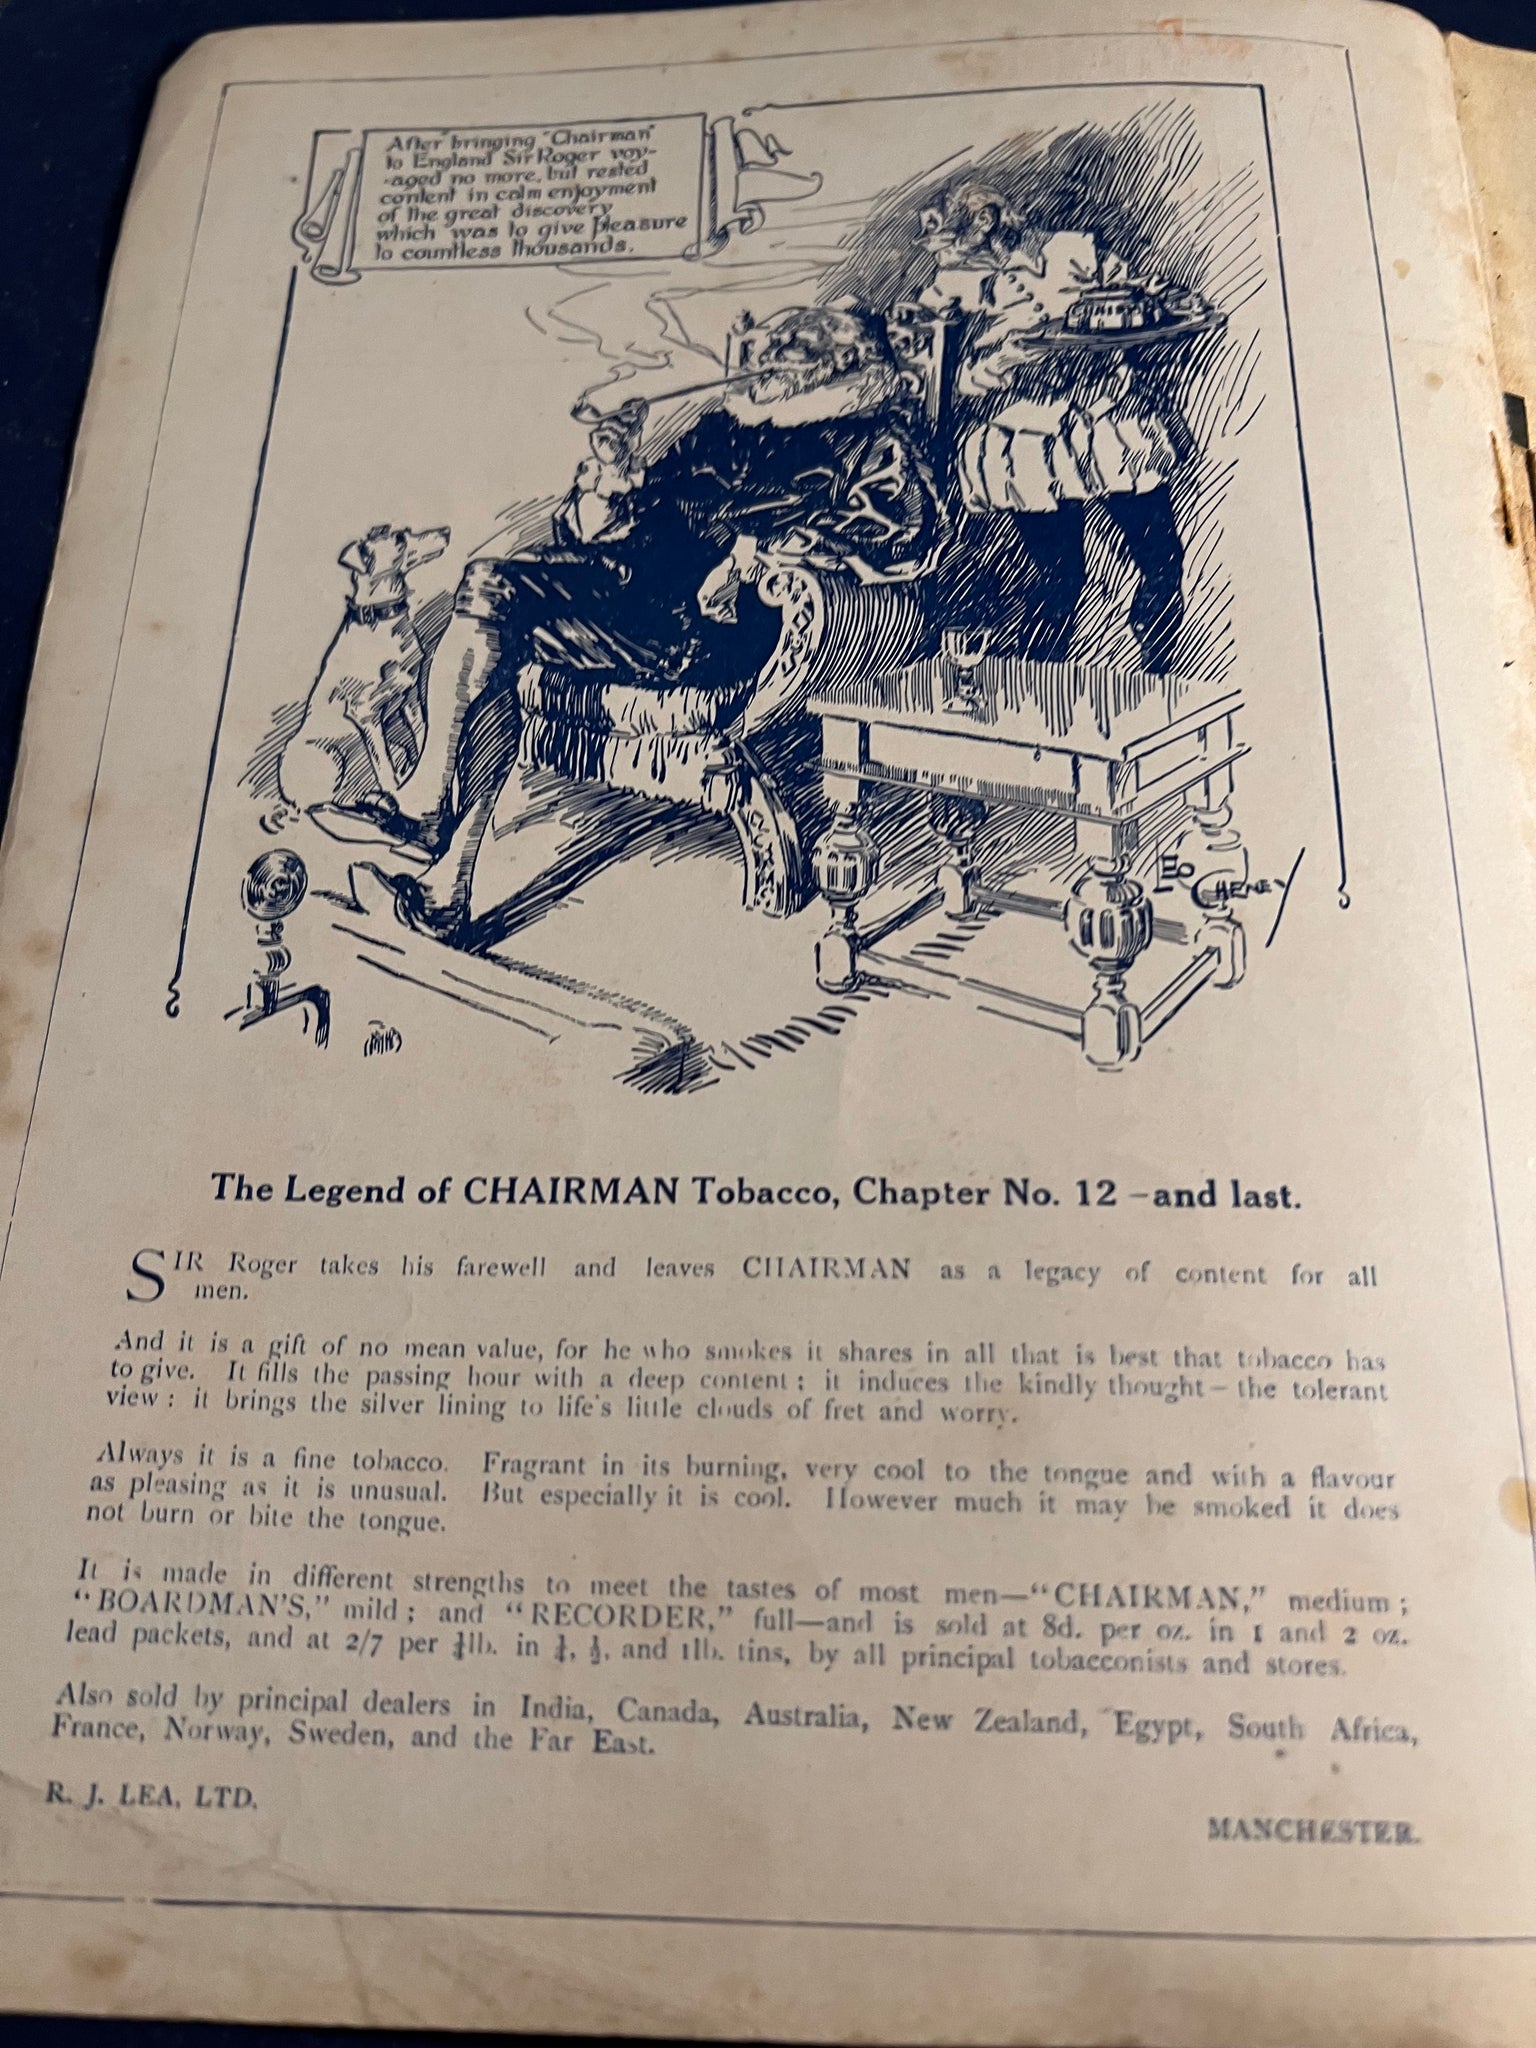 After bringing "Chairman"
to England Sir Roger voy-
-aged no more, but rested
content in calm enjoyment
of the great discovery
which was to give pleasure
to countless thousands.
LEO CHENEY
The Legend of CHAIRMAN Tobacco, Chapter No. 12 — and last.
SIR Roger takes his farewell and leaves CHAIRMAN as a legacy of content for all
men.
And it is a gift of no mean value, for he who smokes it shares in all that is best that tobacco has
to give. It fills the passing hour with a deep content; it induces the kindly thought—the tolerant
view: it brings the silver lining to life's little clouds of fret and worry.
Always it is a fine tobacco. Fragrant in its burning, very cool to the tongue and with a flavour
as pleasing as it is unusual. But especially it is cool. However much it may be smoked it does
not burn or bite the tongue.
It is made in different strengths to meet the tastes of most men—"CHAIRMAN," medium;
"BOARDMAN'S," mild; and "RECORDER," full—and is sold at 8d. per oz. in 1 and 2 oz.
lead packets, and at 2/7 per ¼lb. in ¼, ½, and 1lb. tins, by all principal tobacconists and stores.
Also sold by principal dealers in India, Canada, Australia, New Zealand, Egypt, South Africa,
France, Norway, Sweden, and the Far East.
R. J. LEA, LTD.
MANCHESTER.